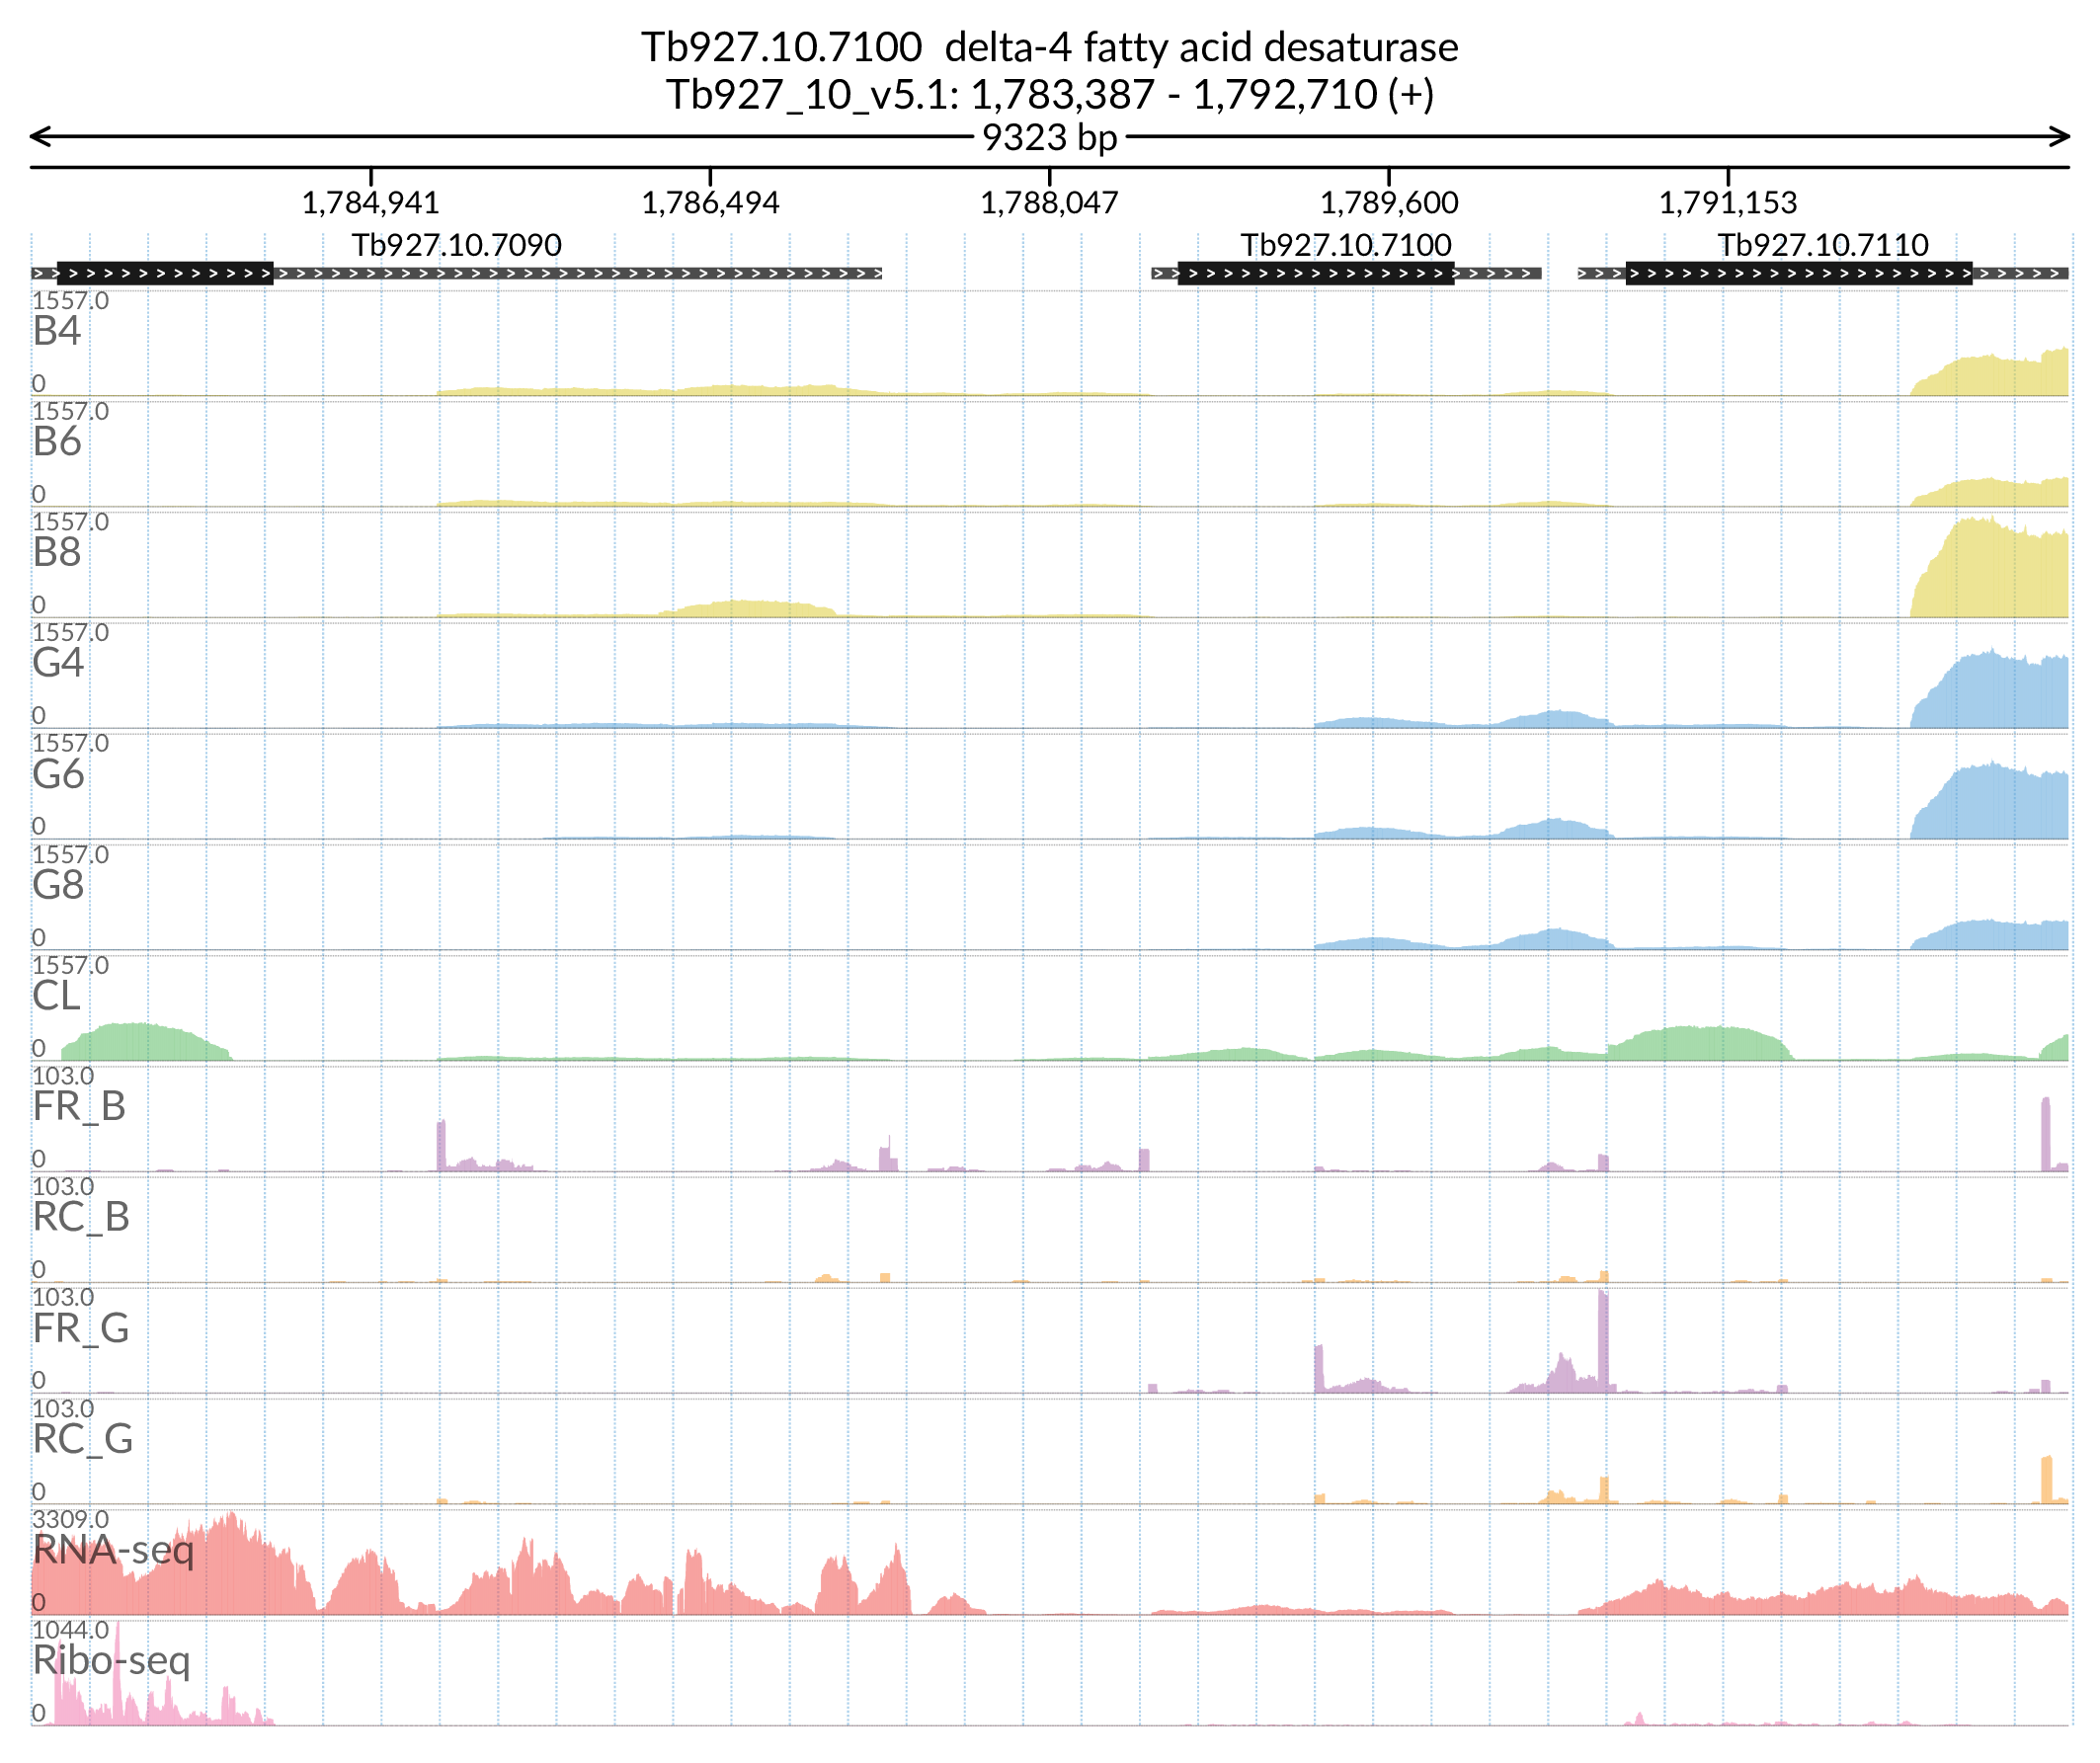 Tb927.10.7100 delta-4 fatty acid desaturase
Tb927_10_v5.1: 1,783,387 - 1,792,710 (+)
9323 bp
1,784,941 1,786,494 1,788,047 1,789,600 1,791,153
Tb927.10.7090 Tb927.10.7100 Tb927.10.7110
1557.0
B4
0
1557.0
B6
0
1557.0
B8
0
1557.0
G4
0
1557.0
G6
0
1557.0
G8
0
1557.0
CL
0
103.0
FR_B
0
103.0
RC_B
0
103.0
FR_G
0
103.0
RC_G
0
3309.0
RNA-seq
0
1044.0
Ribo-seq
0